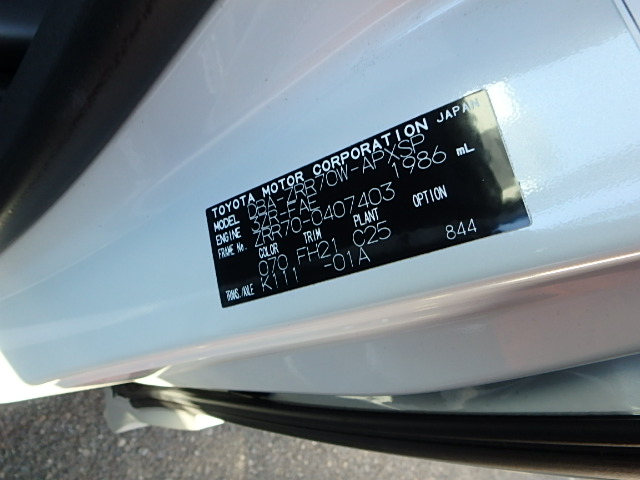 TOYOTA MOTOR CORPORATION JAPAN
MODEL DBA-ZRR70W-APXSP
ENGINE 3ZR-FAE 1986 mL
FRAME No. ZRR70-0407403
COLOR TRIM PLANT OPTION
070 FH21 C25
TRANS./AXLE K111 -01A 844